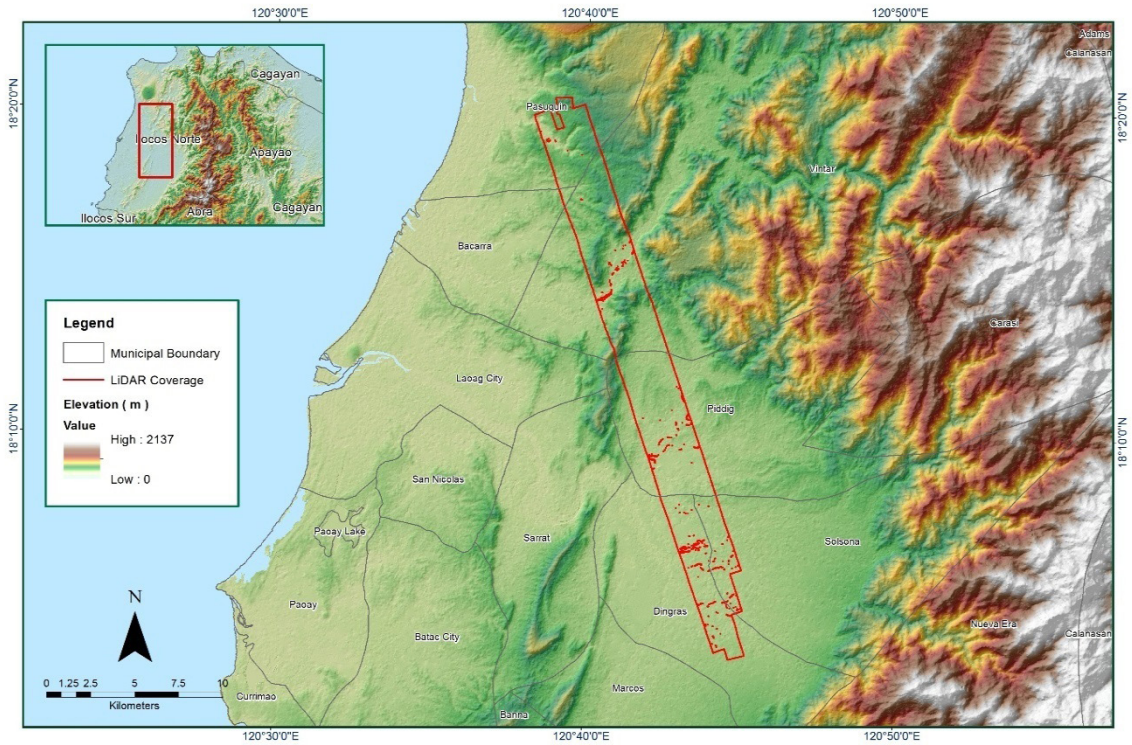 120°30'0"E
120°40'0"E
120°50'0"E
18°20'0"N
18°20'0"N
18°10'0"N
18°10'0"N
Cagayan
Ilocos Norte
Apayao
Ilocos Sur
Abra
Cagayan
Adams
Calanasan
Pasuquin
Vintar
Bacarra
Carasi
Laoag City
Piddig
San Nicolas
Paoay Lake
Sarrat
Solsona
Paoay
Dingras
Batac City
Nueva Era
Calanasan
Marcos
Currimao
Banna
Legend
Municipal Boundary
LiDAR Coverage
Elevation ( m )
Value
High : 2137
Low : 0
N
0 1.25 2.5 5 7.5 10
Kilometers
120°30'0"E
120°40'0"E
120°50'0"E